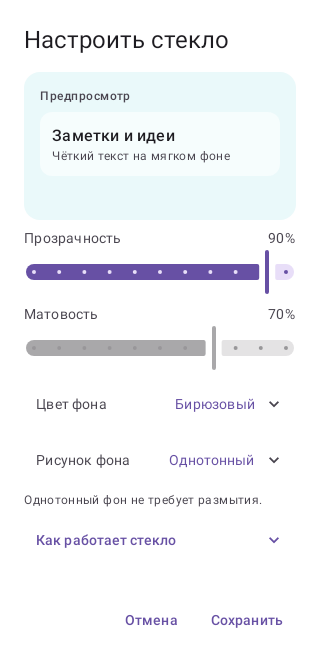 Настроить стекло
Предпросмотр
Заметки и идеи
Чёткий текст на мягком фоне
Прозрачность 90%
Матовость 70%
Цвет фона Бирюзовый
Рисунок фона Однотонный
Однотонный фон не требует размытия.
Как работает стекло
Отмена Сохранить